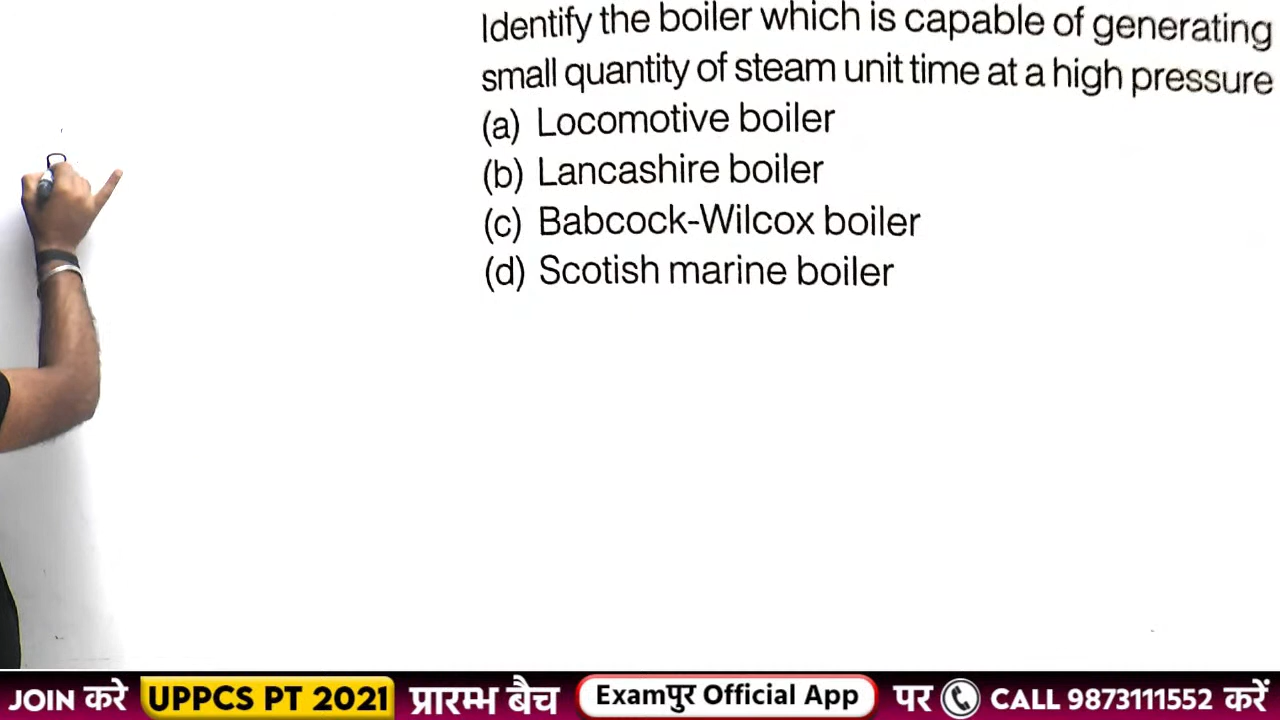 Identify the boiler which is capable of generating
small quantity of steam unit time at a high pressure
(a) Locomotive boiler
(b) Lancashire boiler
(c) Babcock-Wilcox boiler
(d) Scotish marine boiler
JOIN करे UPPCS PT 2021 प्रारम्भ बैच Examपुर Official App पर CALL 9873111552 करें